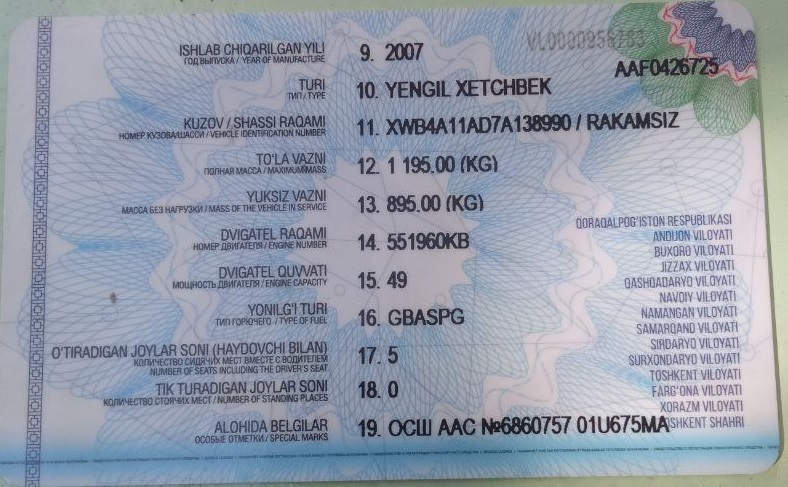 VL0000956763
AAF0426725
ISHLAB CHIQARILGAN YILI 9. 2007
ГОД ВЫПУСКА / YEAR OF MANUFACTURE
TURI 10. YENGIL XETCHBEK
ТИП / TYPE
KUZOV / SHASSI RAQAMI 11. XWB4A11AD7A138990 / RAKAMSIZ
НОМЕР КУЗОВА/ШАССИ / VEHICLE IDENTIFICATION NUMBER
TO'LA VAZNI 12. 1 195.00 (KG)
ПОЛНАЯ МАССА / MAXIMUM MASS
YUKSIZ VAZNI 13. 895.00 (KG)
МАССА БЕЗ НАГРУЗКИ / MASS OF THE VEHICLE IN SERVICE
DVIGATEL RAQAMI 14. 551960KB
НОМЕР ДВИГАТЕЛЯ / ENGINE NUMBER
DVIGATEL QUVVATI 15. 49
МОЩНОСТЬ ДВИГАТЕЛЯ / ENGINE CAPACITY
YONILG'I TURI 16. GBASPG
ТИП ГОРЮЧЕГО / TYPE OF FUEL
O'TIRADIGAN JOYLAR SONI (HAYDOVCHI BILAN) 17. 5
КОЛИЧЕСТВО СИДЯЧИХ МЕСТ ВМЕСТЕ С ВОДИТЕЛЕМ
NUMBER OF SEATS INCLUDING THE DRIVER'S SEAT
TIK TURADIGAN JOYLAR SONI 18. 0
КОЛИЧЕСТВО СТОЯЧИХ МЕСТ / NUMBER OF STANDING PLACES
ALOHIDA BELGILAR 19. ОСШ ААС №6860757 01U675MA
ОСОБЫЕ ОТМЕТКИ / SPECIAL MARKS
QORAQALPOG'ISTON RESPUBLIKASI
ANDIJON VILOYATI
BUXORO VILOYATI
JIZZAX VILOYATI
QASHQADARYO VILOYATI
NAVOIY VILOYATI
NAMANGAN VILOYATI
SAMARQAND VILOYATI
SIRDARYO VILOYATI
SURXONDARYO VILOYATI
TOSHKENT VILOYATI
FARG'ONA VILOYATI
XORAZM VILOYATI
TOSHKENT SHAHRI